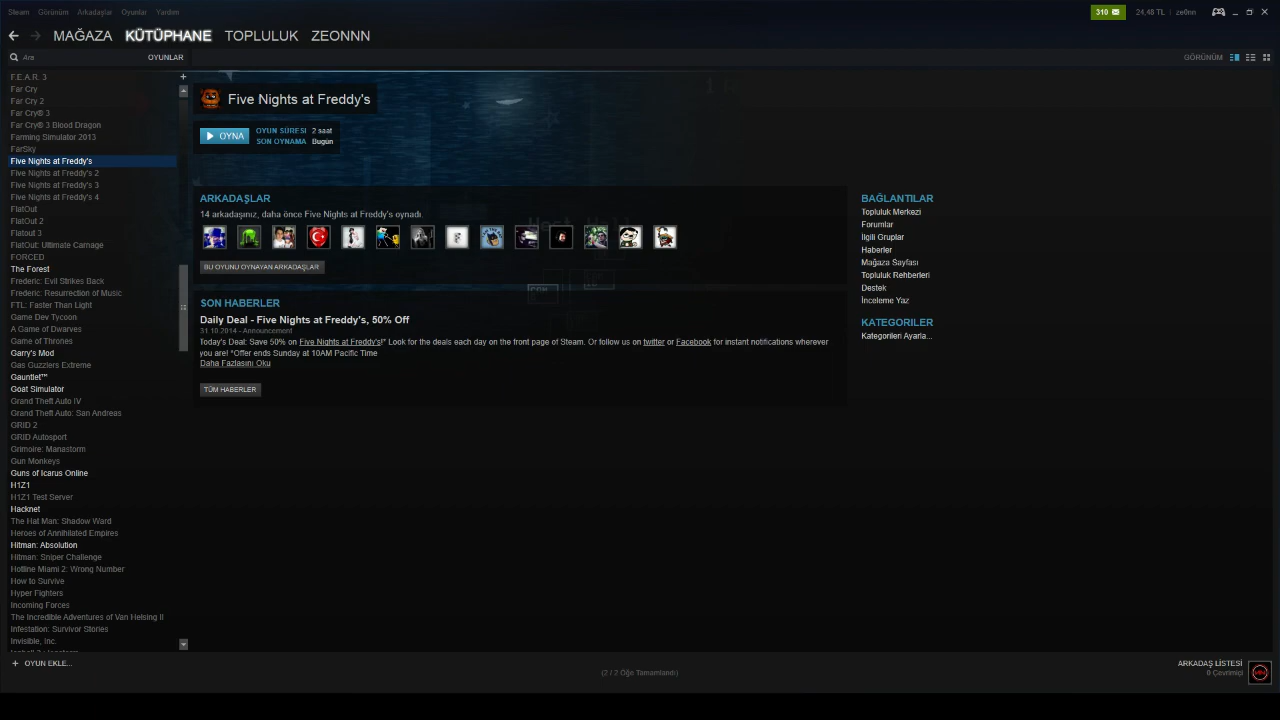 Steam Görünüm Arkadaşlar Oyunlar Yardım
310
24,48 TL
ze0nn
MAĞAZA KÜTÜPHANE TOPLULUK ZEONNN
Ara
OYUNLAR
GÖRÜNÜM
F.E.A.R. 3
Far Cry
Far Cry 2
Far Cry® 3
Far Cry® 3 Blood Dragon
Farming Simulator 2013
FarSky
Five Nights at Freddy's
Five Nights at Freddy's 2
Five Nights at Freddy's 3
Five Nights at Freddy's 4
FlatOut
FlatOut 2
Flatout 3
FlatOut: Ultimate Carnage
FORCED
The Forest
Frederic: Evil Strikes Back
Frederic: Resurrection of Music
FTL: Faster Than Light
Game Dev Tycoon
A Game of Dwarves
Game of Thrones
Garry's Mod
Gas Guzzlers Extreme
Gauntlet™
Goat Simulator
Grand Theft Auto IV
Grand Theft Auto: San Andreas
GRID 2
GRID Autosport
Grimoire: Manastorm
Gun Monkeys
Guns of Icarus Online
H1Z1
H1Z1 Test Server
Hacknet
The Hat Man: Shadow Ward
Heroes of Annihilated Empires
Hitman: Absolution
Hitman: Sniper Challenge
Hotline Miami 2: Wrong Number
How to Survive
Hyper Fighters
Incoming Forces
The Incredible Adventures of Van Helsing II
Infestation: Survivor Stories
Invisible, Inc.
+ OYUN EKLE...
Five Nights at Freddy's
OYNA
OYUN SÜRESI 2 saat
SON OYNAMA Bugün
ARKADAŞLAR
14 arkadaşınız, daha önce Five Nights at Freddy's oynadı.
West Hall
BU OYUNU OYNAYAN ARKADAŞLAR
SON HABERLER
Daily Deal - Five Nights at Freddy's, 50% Off
31.10.2014 - Announcement
Today's Deal: Save 50% on Five Nights at Freddy's!* Look for the deals each day on the front page of Steam. Or follow us on twitter or Facebook for instant notifications wherever
you are! *Offer ends Sunday at 10AM Pacific Time
Daha Fazlasını Oku
TÜM HABERLER
BAĞLANTILAR
Topluluk Merkezi
Forumlar
İlgili Gruplar
Haberler
Mağaza Sayfası
Topluluk Rehberleri
Destek
İnceleme Yaz
KATEGORILER
Kategorileri Ayarla...
(2 / 2 Öğe Tamamlandı)
ARKADAŞ LİSTESİ
0 Çevrimiçi